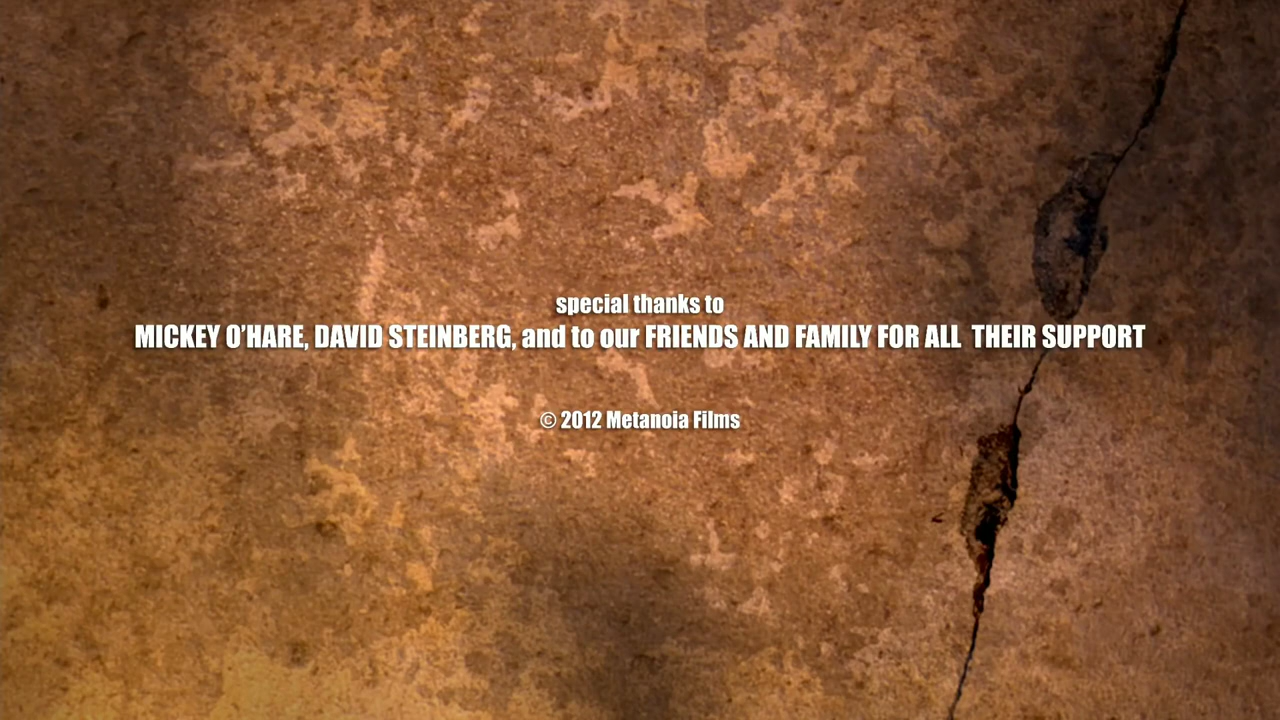 special thanks to
MICKEY O’HARE, DAVID STEINBERG, and to our FRIENDS AND FAMILY FOR ALL THEIR SUPPORT
© 2012 Metanoia Films